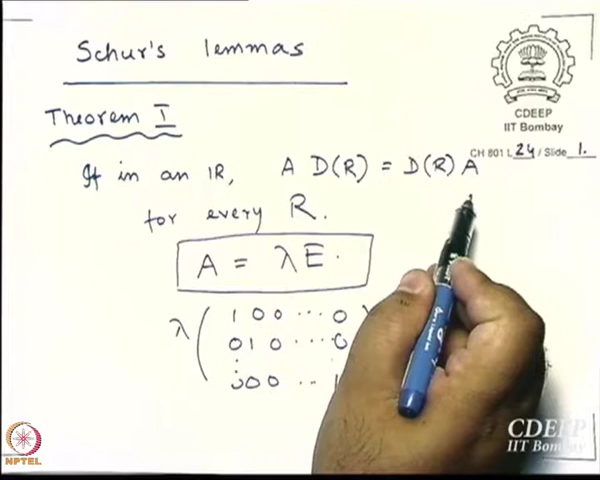 Schur's lemmas
CDEEP
IIT Bombay
Theorem I
CH 801 L 24 / Slide 1.
If in an IR, A D(R) = D(R) A
for every R.
A = λE.
λ ( 1 0 0 ... 0 )
0 1 0 ... 0
0 0 0 ... 1
CDEEP
IIT Bombay
NPTEL